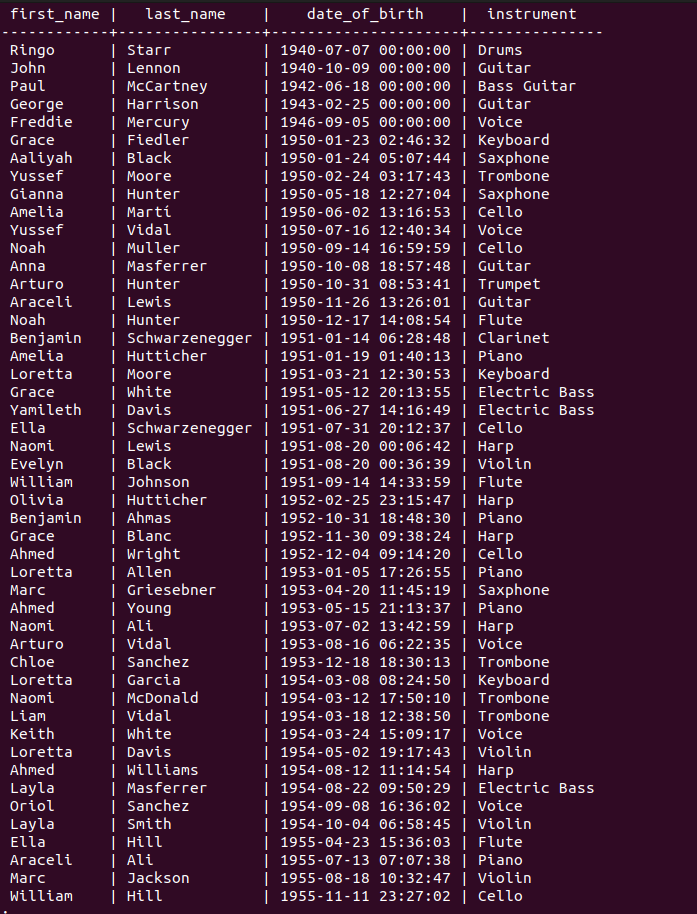 first_name | last_name | date_of_birth | instrument
------------+----------------+---------------------+---------------
Ringo | Starr | 1940-07-07 00:00:00 | Drums
John | Lennon | 1940-10-09 00:00:00 | Guitar
Paul | McCartney | 1942-06-18 00:00:00 | Bass Guitar
George | Harrison | 1943-02-25 00:00:00 | Guitar
Freddie | Mercury | 1946-09-05 00:00:00 | Voice
Grace | Fiedler | 1950-01-23 02:46:32 | Keyboard
Aaliyah | Black | 1950-01-24 05:07:44 | Saxphone
Yussef | Moore | 1950-02-24 03:17:43 | Trombone
Gianna | Hunter | 1950-05-18 12:27:04 | Saxphone
Amelia | Martí | 1950-06-02 13:16:53 | Cello
Yussef | Vidal | 1950-07-16 12:40:34 | Voice
Noah | Muller | 1950-09-14 16:59:59 | Cello
Anna | Masferrer | 1950-10-08 18:57:48 | Guitar
Arturo | Hunter | 1950-10-31 08:53:41 | Trumpet
Araceli | Lewis | 1950-11-26 13:26:01 | Guitar
Noah | Hunter | 1950-12-17 14:08:54 | Flute
Benjamin | Schwarzenegger | 1951-01-14 06:28:48 | Clarinet
Amelia | Hutticher | 1951-01-19 01:40:13 | Piano
Loretta | Moore | 1951-03-21 12:30:53 | Keyboard
Grace | White | 1951-05-12 20:13:55 | Electric Bass
Yamileth | Davis | 1951-06-27 14:16:49 | Electric Bass
Ella | Schwarzenegger | 1951-07-31 20:12:37 | Cello
Naomi | Lewis | 1951-08-20 00:06:42 | Harp
Evelyn | Black | 1951-08-20 00:36:39 | Violin
William | Johnson | 1951-09-14 14:33:59 | Flute
Olivia | Hutticher | 1952-02-25 23:15:47 | Harp
Benjamin | Ahmas | 1952-10-31 18:48:30 | Piano
Grace | Blanc | 1952-11-30 09:38:24 | Harp
Ahmed | Wright | 1952-12-04 09:14:20 | Cello
Loretta | Allen | 1953-01-05 17:26:55 | Piano
Marc | Griesebner | 1953-04-20 11:45:19 | Saxphone
Ahmed | Young | 1953-05-15 21:13:37 | Piano
Naomi | Ali | 1953-07-02 13:42:59 | Harp
Arturo | Vidal | 1953-08-16 06:22:35 | Voice
Chloe | Sanchez | 1953-12-18 18:30:13 | Trombone
Loretta | Garcia | 1954-03-08 08:24:50 | Keyboard
Naomi | McDonald | 1954-03-12 17:50:10 | Trombone
Liam | Vidal | 1954-03-18 12:38:50 | Trombone
Keith | White | 1954-03-24 15:09:17 | Voice
Loretta | Davis | 1954-05-02 19:17:43 | Violin
Ahmed | Williams | 1954-08-12 11:14:54 | Harp
Layla | Masferrer | 1954-08-22 09:50:29 | Electric Bass
Oriol | Sanchez | 1954-09-08 16:36:02 | Voice
Layla | Smith | 1954-10-04 06:58:45 | Violin
Ella | Hill | 1955-04-23 15:36:03 | Flute
Araceli | Ali | 1955-07-13 07:07:38 | Piano
Marc | Jackson | 1955-08-18 10:32:47 | Violin
William | Hill | 1955-11-11 23:27:02 | Cello